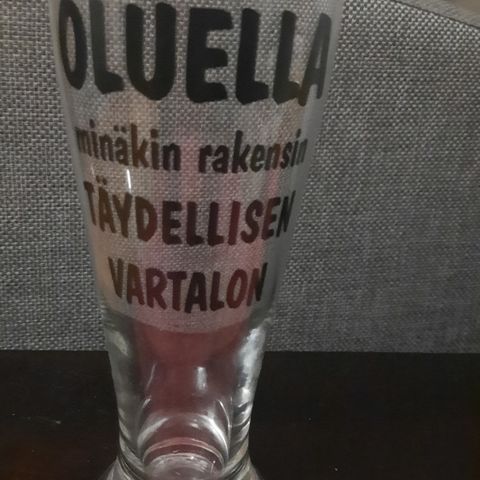 OLUELLA
minäkin rakensin
TÄYDELLISEN
VARTALON